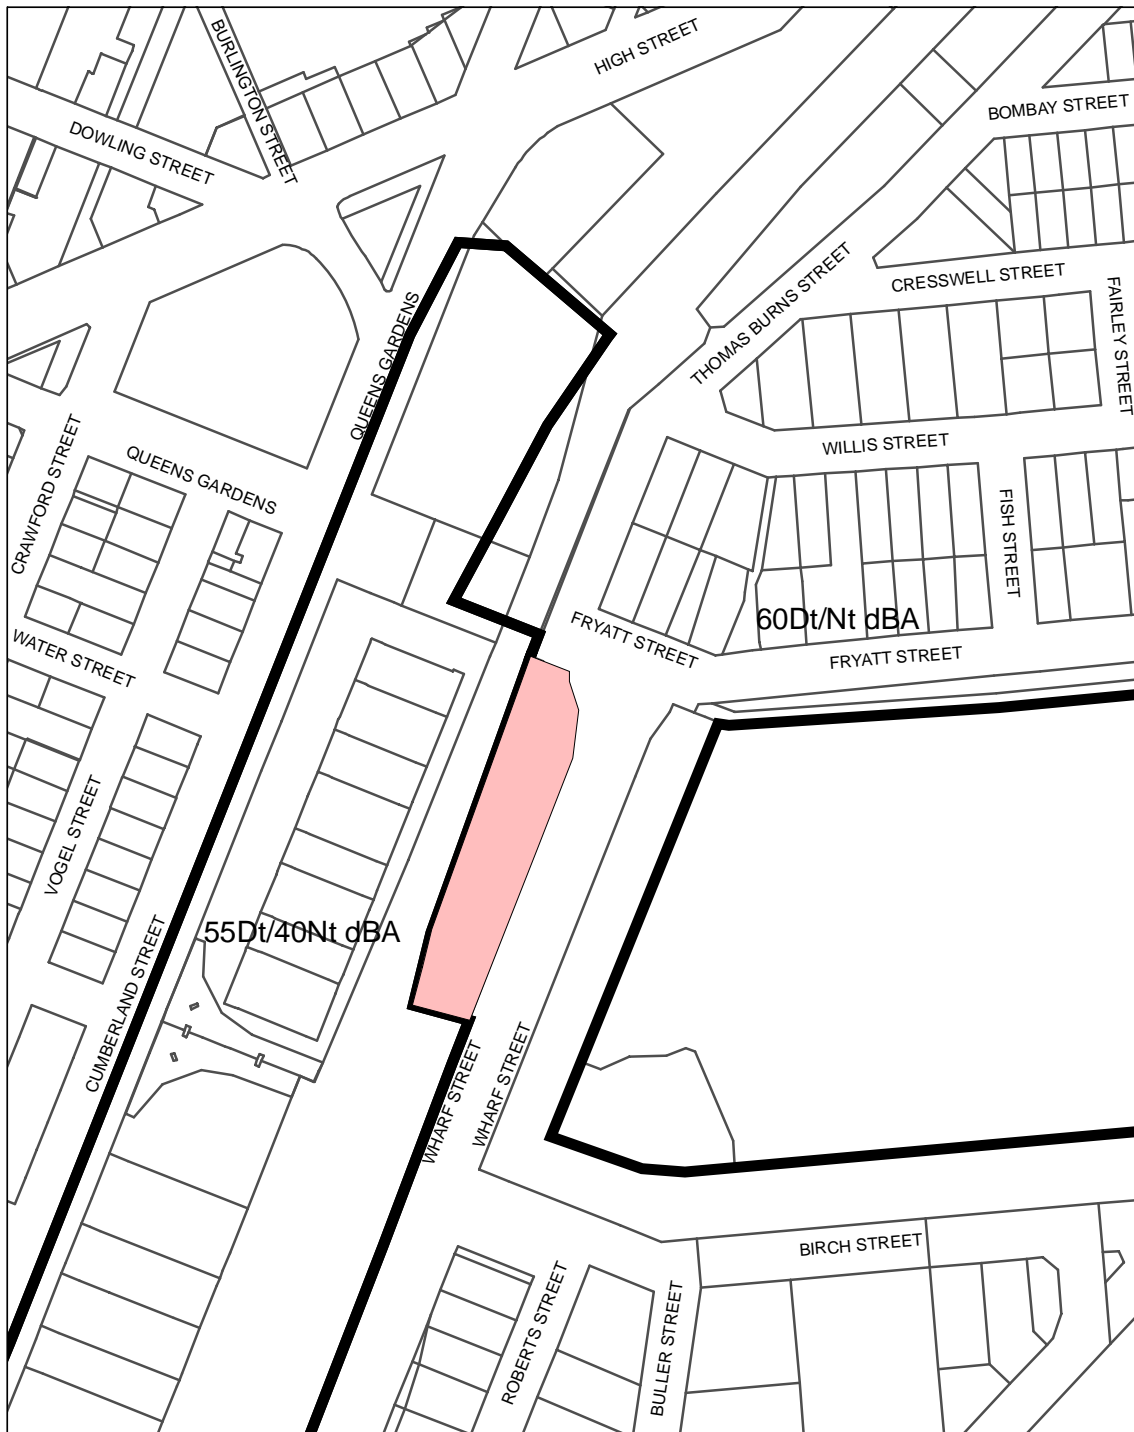 BURLINGTON STREET
HIGH STREET
BOMBAY STREET
DOWLING STREET
CRESSWELL STREET
THOMAS BURNS STREET
FAIRLEY STREET
QUEENS GARDENS
WILLIS STREET
CRAWFORD STREET
QUEENS GARDENS
FISH STREET
60Dt/Nt dBA
FRYATT STREET
FRYATT STREET
WATER STREET
VOGEL STREET
55Dt/40Nt dBA
CUMBERLAND STREET
WHARF STREET
WHARF STREET
BIRCH STREET
ROBERTS STREET
BULLER STREET